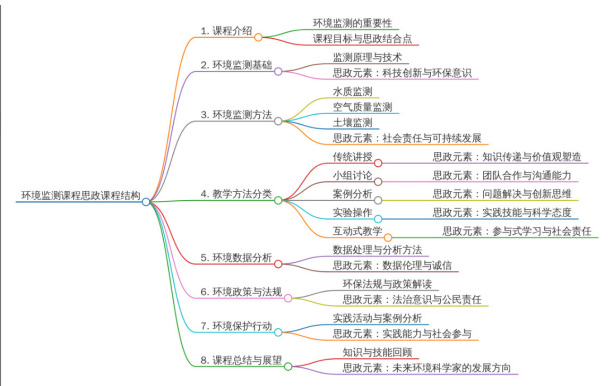 环境监测课程思政课程结构
1. 课程介绍
环境监测的重要性
课程目标与思政结合点
2. 环境监测基础
监测原理与技术
思政元素：科技创新与环保意识
3. 环境监测方法
水质监测
空气质量监测
土壤监测
思政元素：社会责任与可持续发展
4. 教学方法分类
传统讲授
思政元素：知识传递与价值观塑造
小组讨论
思政元素：团队合作与沟通能力
案例分析
思政元素：问题解决与创新思维
实验操作
思政元素：实践技能与科学态度
互动式教学
思政元素：参与式学习与社会责任
5. 环境数据分析
数据处理与分析方法
思政元素：数据伦理与诚信
6. 环境政策与法规
环保法规与政策解读
思政元素：法治意识与公民责任
7. 环境保护行动
实践活动与案例分析
思政元素：实践能力与社会参与
8. 课程总结与展望
知识与技能回顾
思政元素：未来环境科学家的发展方向